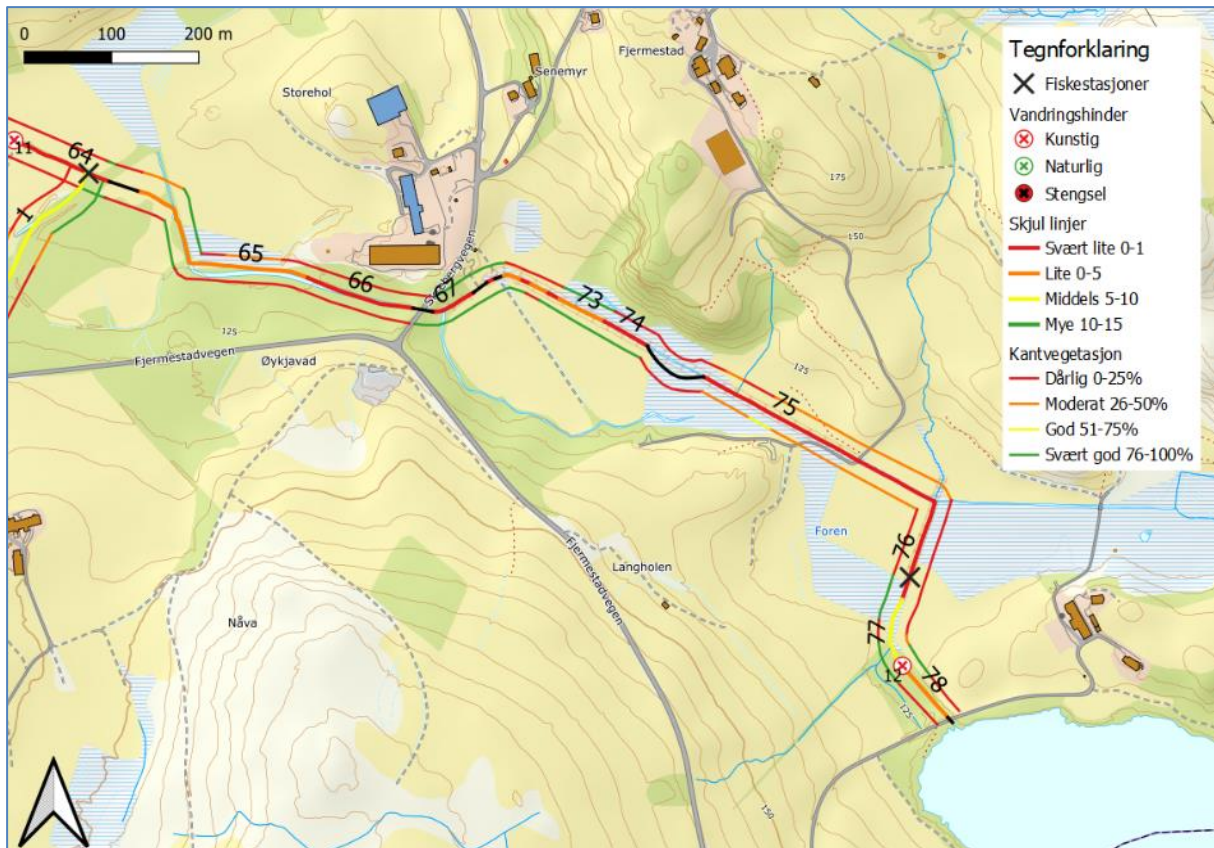 0 100 200 m
Fjermestad
Senemyr
Storehol
Tegnforklaring
Fiskestasjoner
Vandringshinder
Kunstig
Naturlig
Stengsel
Skjul linjer
Svært lite 0-1
Lite 0-5
Middels 5-10
Mye 10-15
Kantvegetasjon
Dårlig 0-25%
Moderat 26-50%
God 51-75%
Svært god 76-100%
11
64
1
175
150
65
66
67
73
74
125
Fjermestadvegen
Øykjavad
125
75
Foren
76
Fjermestadvegen
Langholen
Nåva
77
12
78
125
150